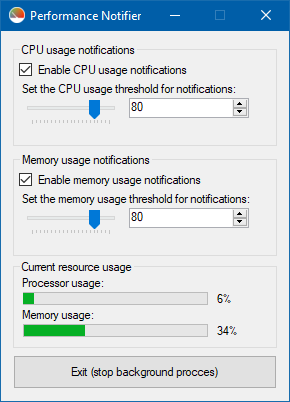 Performance Notifier
CPU usage notifications
Enable CPU usage notifications
Set the CPU usage threshold for notifications:
80
Memory usage notifications
Enable memory usage notifications
Set the memory usage threshold for notifications:
80
Current resource usage
Processor usage:
6%
Memory usage:
34%
Exit (stop background procces)